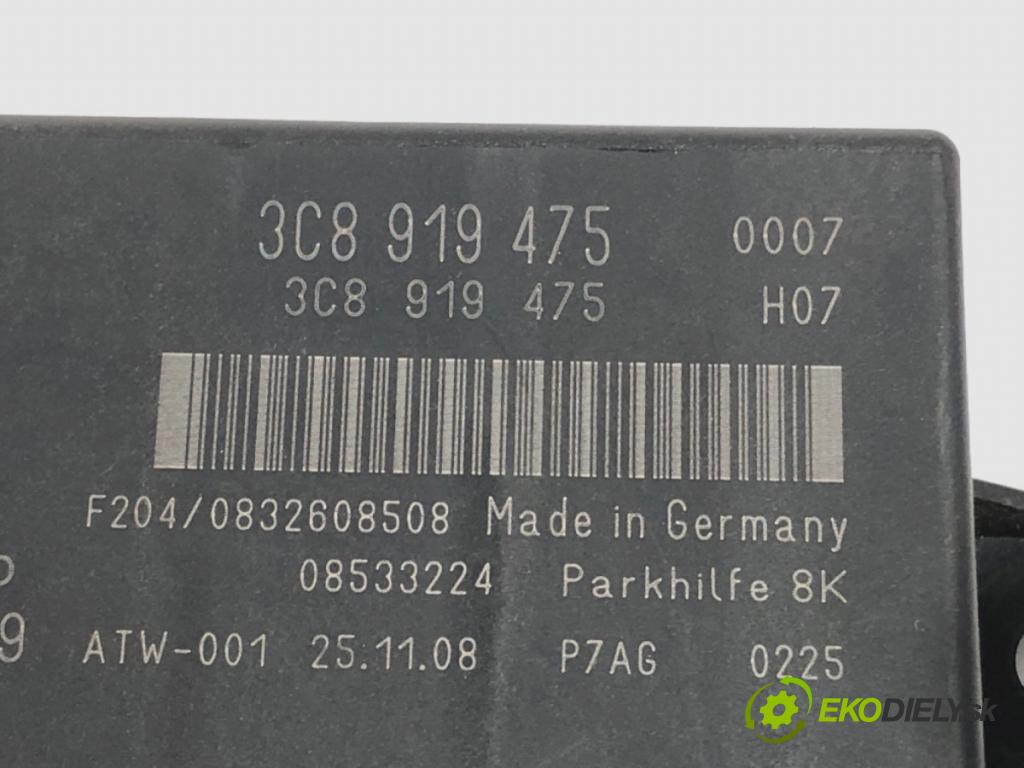 3C8 919 475 0007
3C8 919 475 H07
F204/0832608508 Made in Germany
08533224 Parkhilfe 8K
9 ATW-001 25.11.08 P7AG 0225
EKODIELY.sk